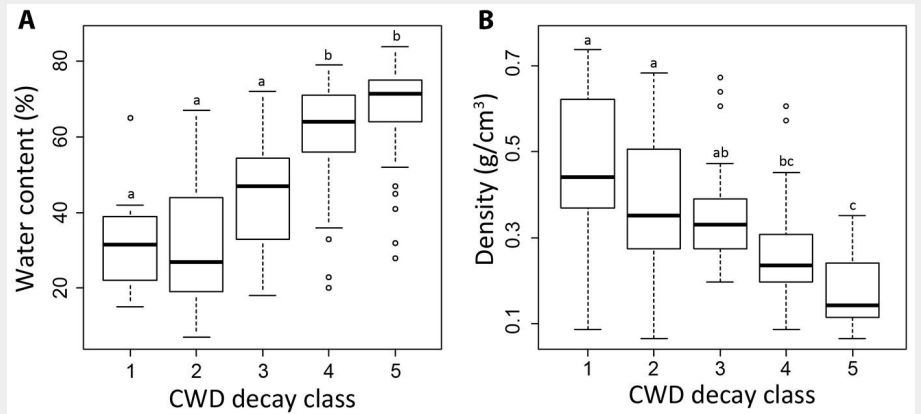 A
Water content (%)
80
60
40
20
a
a
a
b
b
1 2 3 4 5
CWD decay class
B
Density (g/cm³)
0.7
0.5
0.3
0.1
a
a
ab
bc
c
1 2 3 4 5
CWD decay class